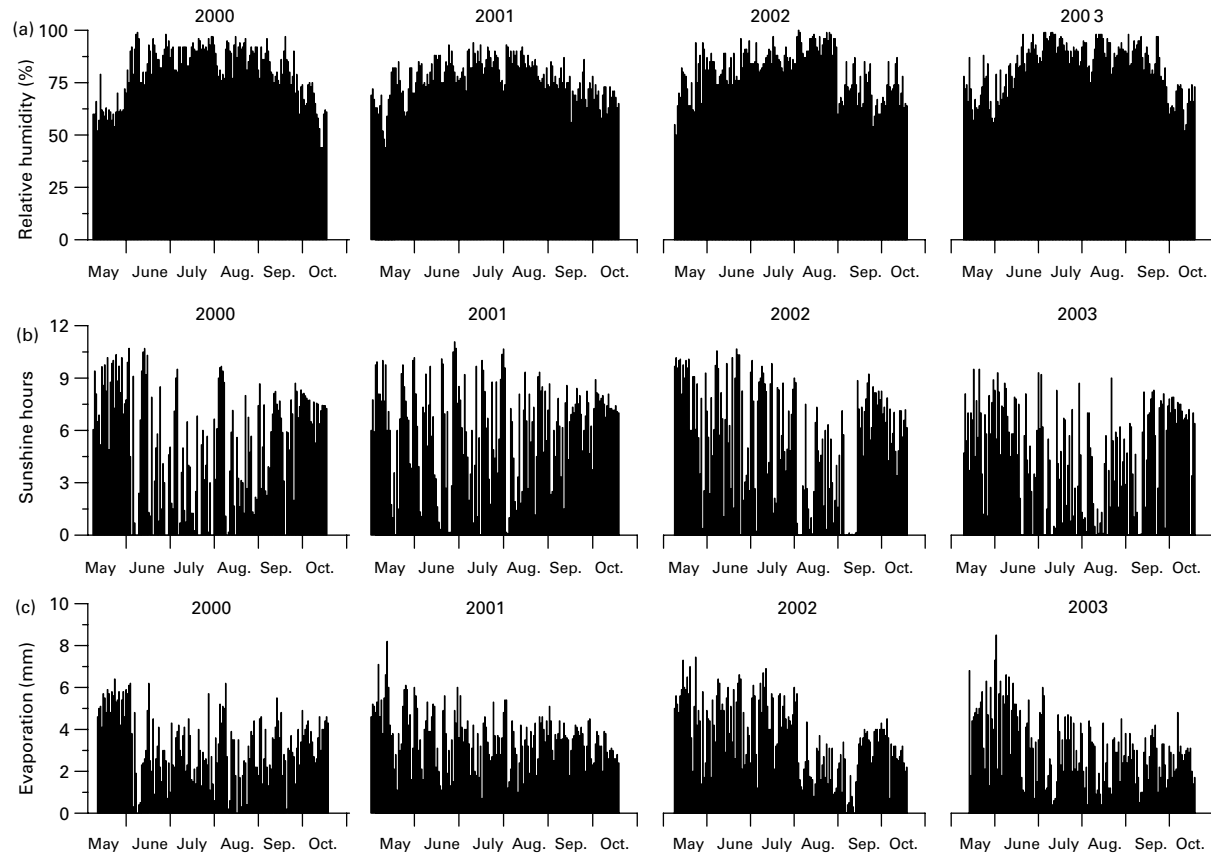 (a)
2000
2001
2002
2003
Relative humidity (%)
100
75
50
25
0
May June July Aug. Sep. Oct.
May June July Aug. Sep. Oct.
May June July Aug. Sep. Oct.
May June July Aug. Sep. Oct.
(b)
2000
2001
2002
2003
Sunshine hours
12
9
6
3
0
May June July Aug. Sep. Oct.
May June July Aug. Sep. Oct.
May June July Aug. Sep. Oct.
May June July Aug. Sep. Oct.
(c)
2000
2001
2002
2003
Evaporation (mm)
10
8
6
4
2
0
May June July Aug. Sep. Oct.
May June July Aug. Sep. Oct.
May June July Aug. Sep. Oct.
May June July Aug. Sep. Oct.